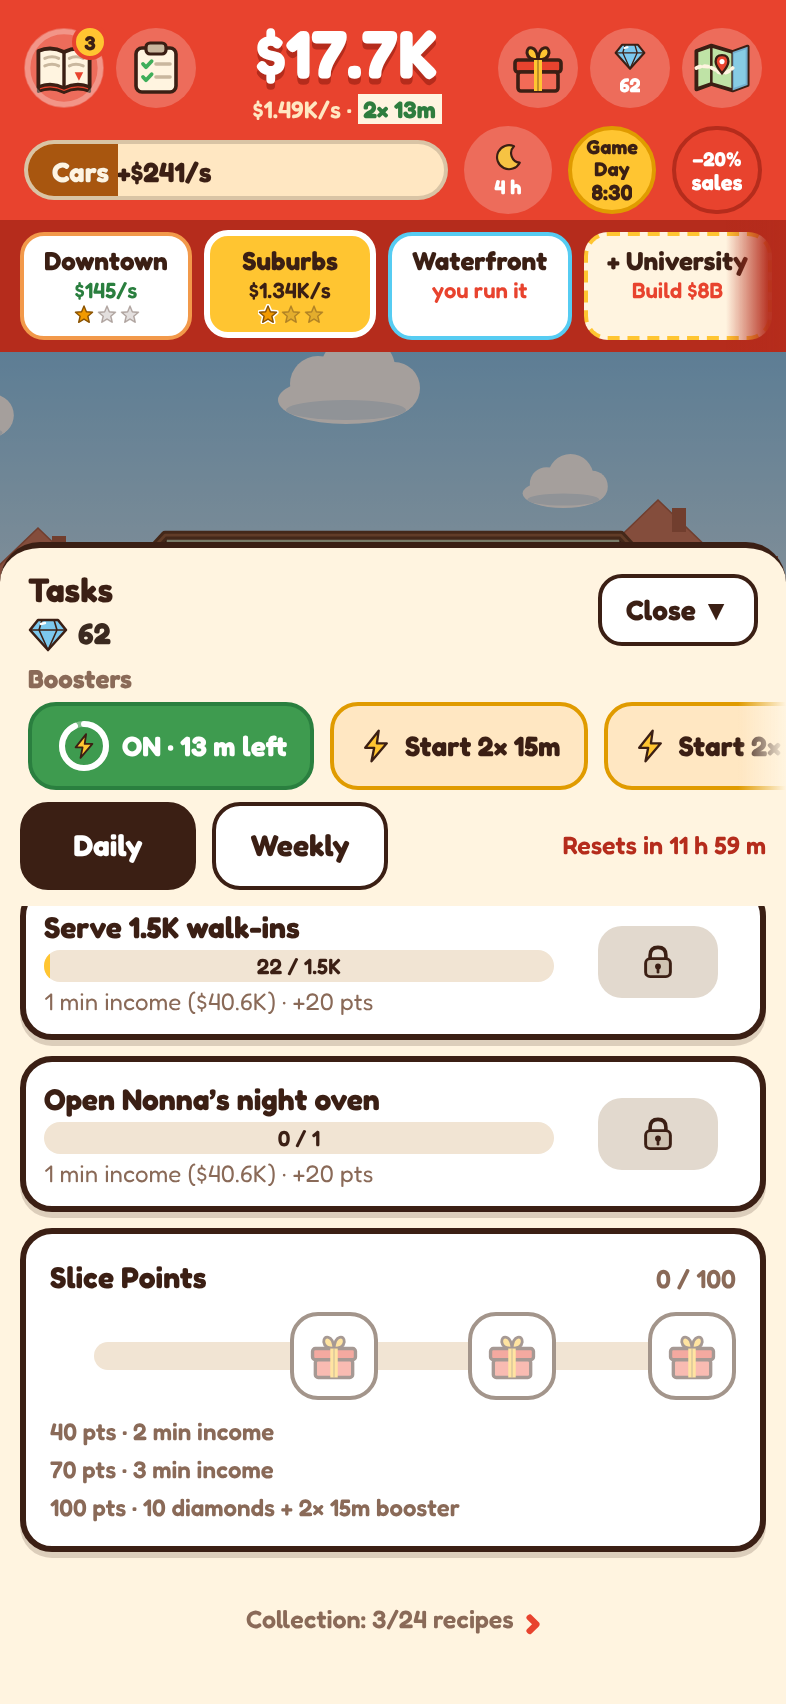 3
$17.7K
$1.49K/s · 2x 13m
62
Cars +$241/s
4 h
Game
Day
8:30
−20%
sales
Downtown
$145/s
Suburbs
$1.34K/s
Waterfront
you run it
+ University
Build $8B
Tasks
62
Close ▼
Boosters
ON · 13 m left
Start 2x 15m
Start 2x
Daily
Weekly
Resets in 11 h 59 m
Serve 1.5K walk-ins
22 / 1.5K
1 min income ($40.6K) · +20 pts
Open Nonna’s night oven
0 / 1
1 min income ($40.6K) · +20 pts
Slice Points
0 / 100
40 pts · 2 min income
70 pts · 3 min income
100 pts · 10 diamonds + 2x 15m booster
Collection: 3/24 recipes